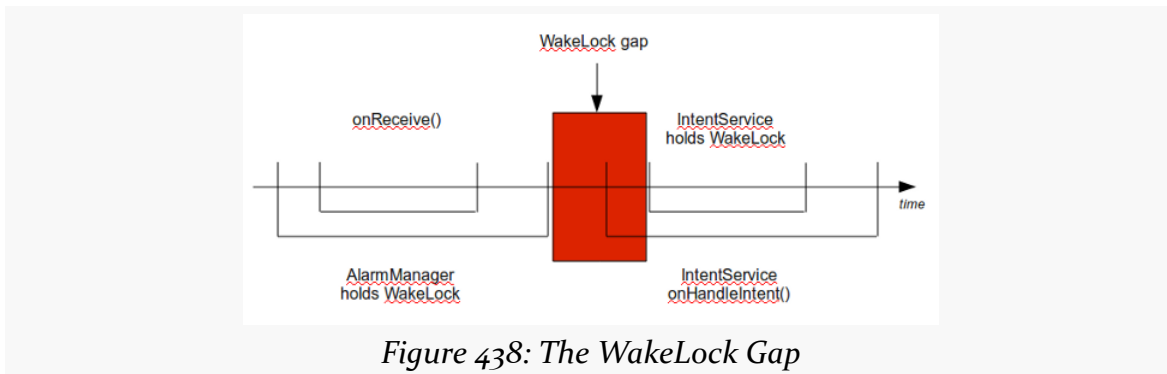 WakeLock gap
onReceive()
IntentService
holds WakeLock
time
AlarmManager
holds WakeLock
IntentService
onHandleIntent()
Figure 438: The WakeLock Gap